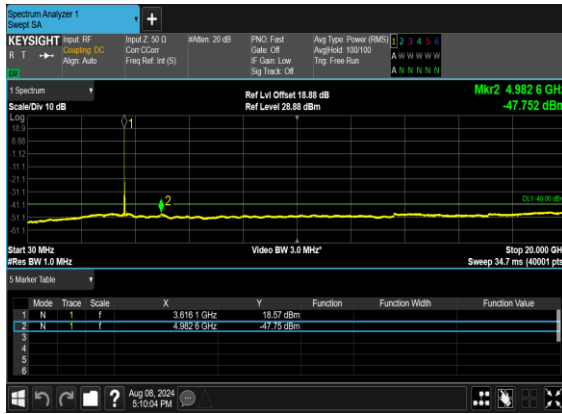 Spectrum Analyzer 1
Swept SA
+
KEYSIGHT Input: RF Input Z: 50 Ω #Atten: 20 dB PNO: Fast Avg Type: Power (RMS) 1 2 3 4 5 6
R T Coupling: DC Corr CCorr Gate: Off Avg|Hold: 100/100 A W W W W W
Align: Auto Freq Ref: Int (S) IF Gain: Low Trig: Free Run
Sig Track: Off A N N N N N
LXI
1 Spectrum Ref Lvl Offset 18.88 dB Mkr2 4.982 6 GHz
Scale/Div 10 dB Ref Level 28.88 dBm -47.752 dBm
Log
1
18.9
8.88
-1.12
-11.1
-21.1
-31.1
2
DL1 -40.00 dBm
-41.1
-51.1
-61.1
Start 30 MHz Video BW 3.0 MHz* Stop 20.000 GHz
#Res BW 1.0 MHz Sweep 34.7 ms (40001 pts)
5 Marker Table
Mode Trace Scale X Y Function Function Width Function Value
1 N 1 f 3.616 1 GHz 18.57 dBm
2 N 1 f 4.982 6 GHz -47.75 dBm
3
4
5
6
? Aug 08, 2024
5:10:04 PM